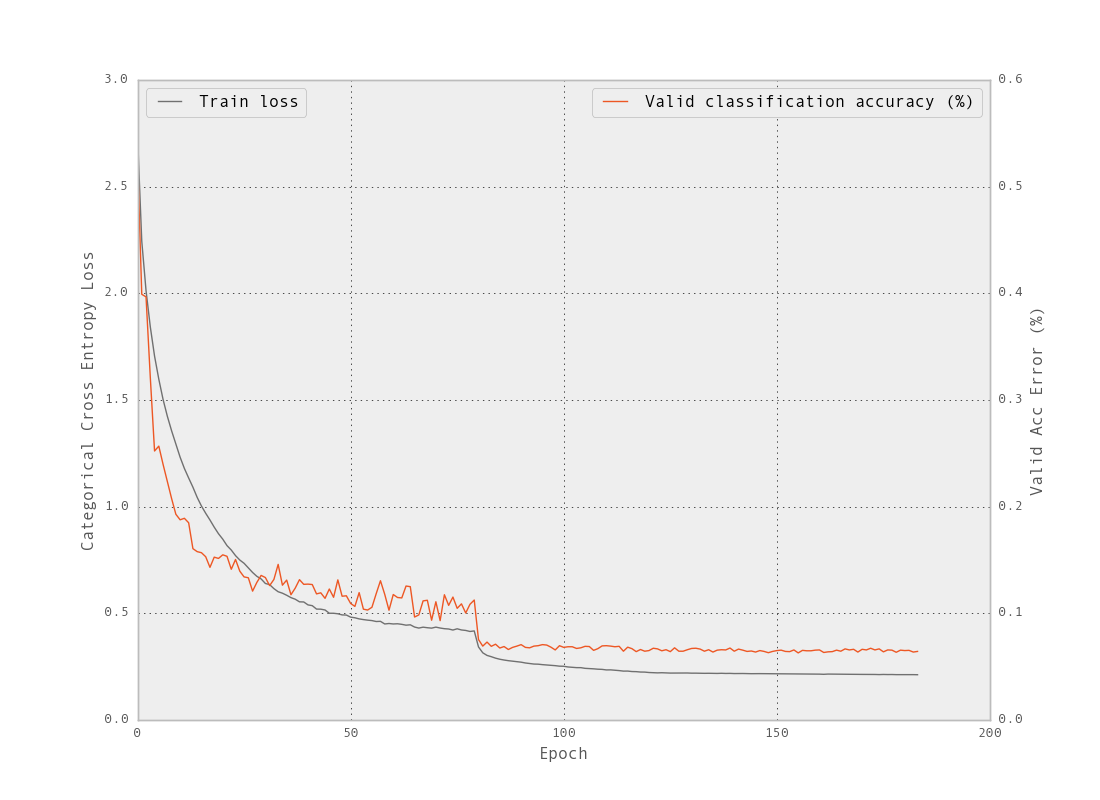 3.0
2.5
2.0
1.5
1.0
0.5
0.0
Categorical Cross Entropy Loss
Train loss
Valid classification accuracy (%)
0.6
0.5
0.4
0.3
0.2
0.1
0.0
Valid Acc Error (%)
0 50 100 150 200
Epoch